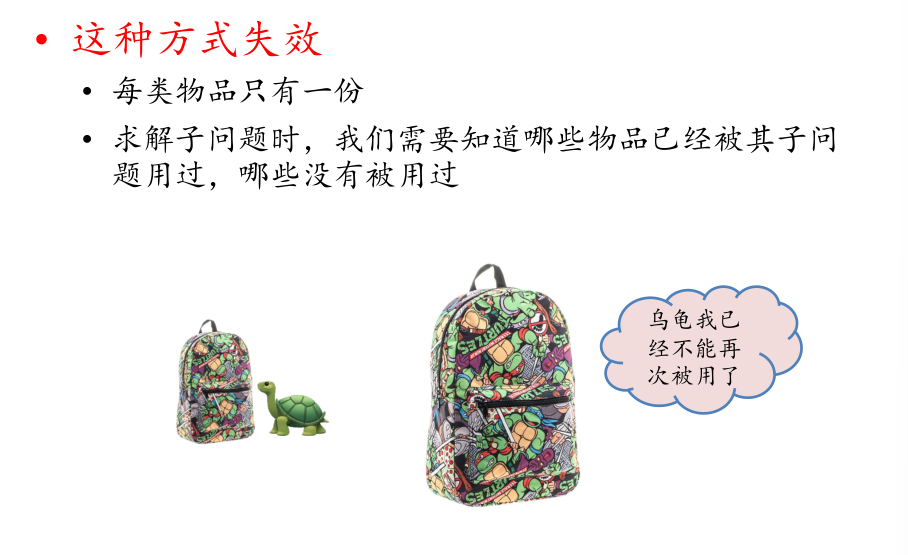 • 这种方式失效
• 每类物品只有一份
• 求解子问题时，我们需要知道哪些物品已经被其子问
题用过，哪些没有被用过
乌龟我已
经不能再
次被用了